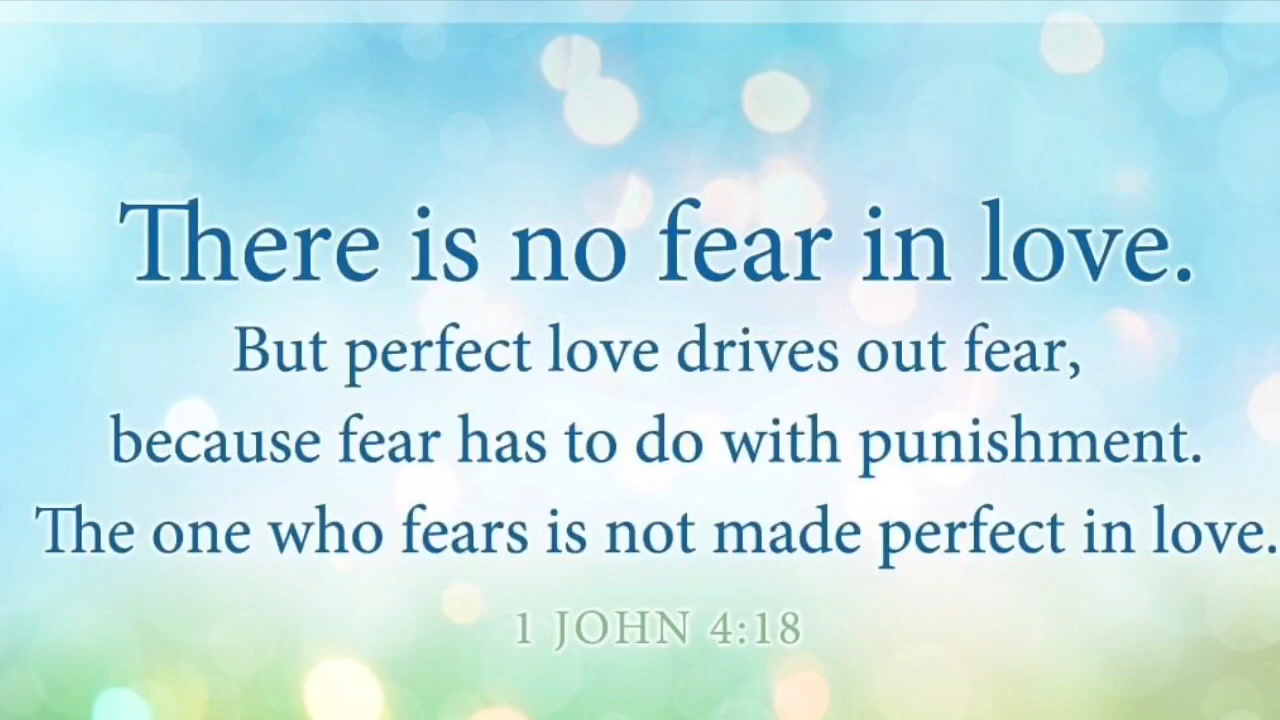 There is no fear in love.
But perfect love drives out fear,
because fear has to do with punishment.
The one who fears is not made perfect in love.
1 JOHN 4:18